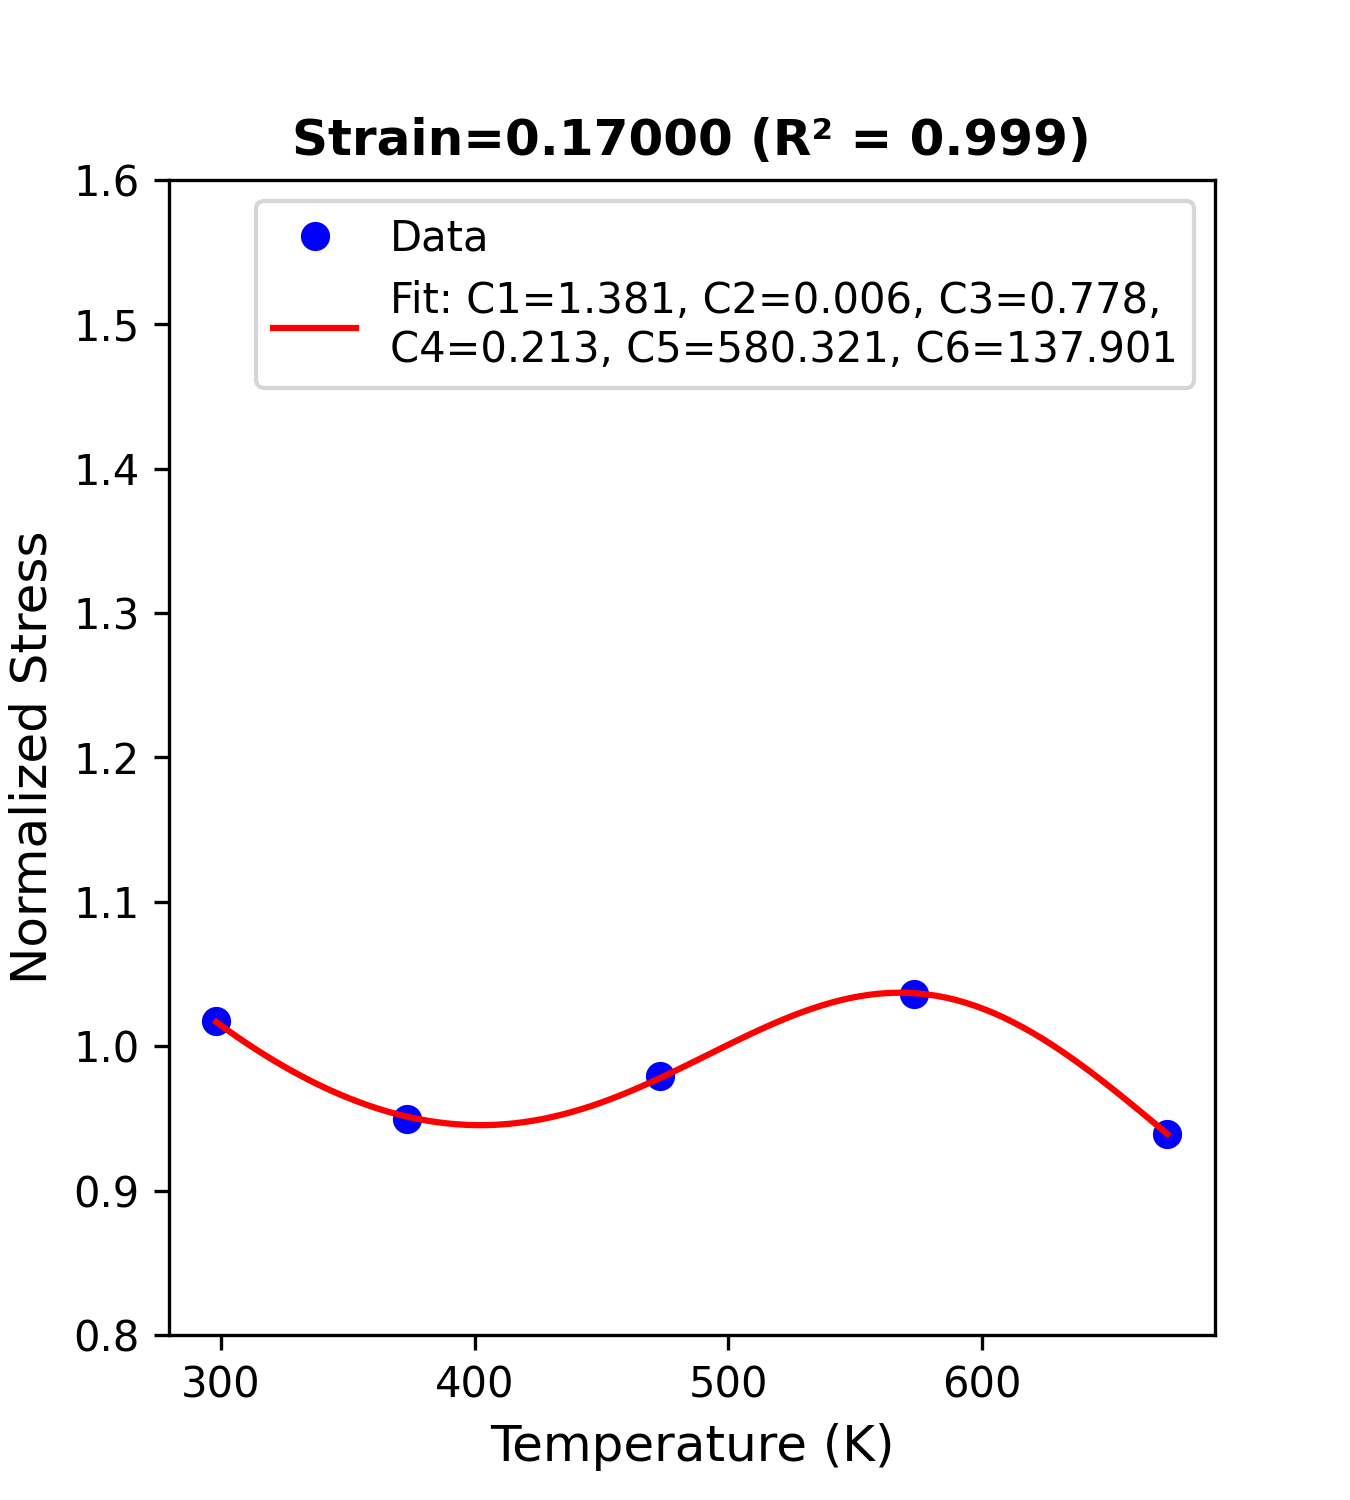 Strain=0.17000 (R² = 0.999)
1.6
1.5
1.4
1.3
1.2
1.1
1.0
0.9
0.8
Normalized Stress
Data
Fit: C1=1.381, C2=0.006, C3=0.778,
C4=0.213, C5=580.321, C6=137.901
300 400 500 600
Temperature (K)